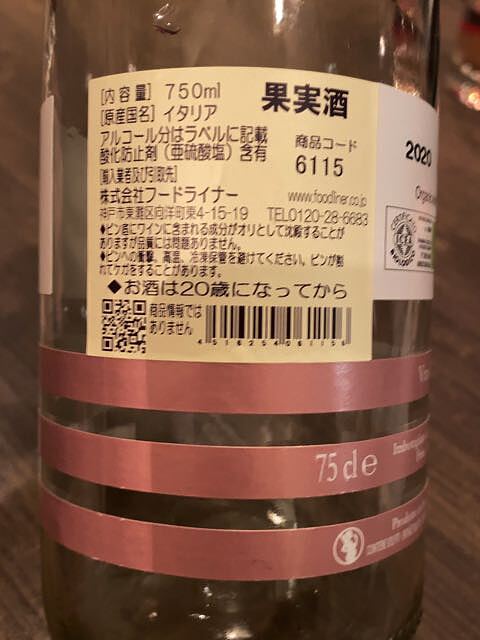 [内 容 量] 750ml 果実酒
[原産国名] イタリア
アルコール分はラベルに記載 商品コード
酸化防止剤（亜硫酸塩）含有 6115
[輸入業者及び引取先]
株式会社フードライナー www.foodliner.co.jp
神戸市東灘区向洋町東4-15-19 TEL0120-28-6683
◆ビン底にワインに含まれる成分がオリとして沈殿することが
ありますが品質には問題ありません。
◆ビンへの衝撃、高温、冷凍保管を避けてください。ビンが割
れてケガをすることがあります。
◆お酒は20歳になってから
商品情報では
ありません
4516254061156
2020
Organic
75de